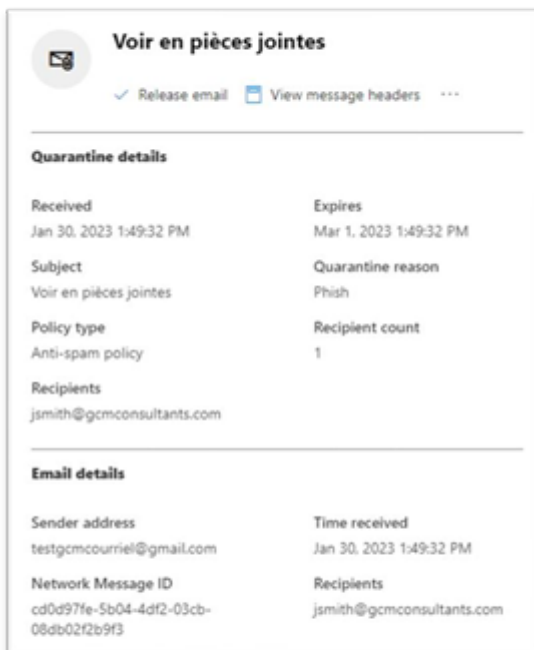 Voir en pièces jointes
Release email View message headers ...
Quarantine details
Received Expires
Jan 30, 2023 1:49:32 PM Mar 1, 2023 1:49:32 PM
Subject Quarantine reason
Voir en pièces jointes Phish
Policy type Recipient count
Anti-spam policy 1
Recipients
jsmith@gcmconsultants.com
Email details
Sender address Time received
testgcmcourriel@gmail.com Jan 30, 2023 1:49:32 PM
Network Message ID Recipients
cd0d97fe-5b04-4df2-03cb- jsmith@gcmconsultants.com
08db02f2b9f3